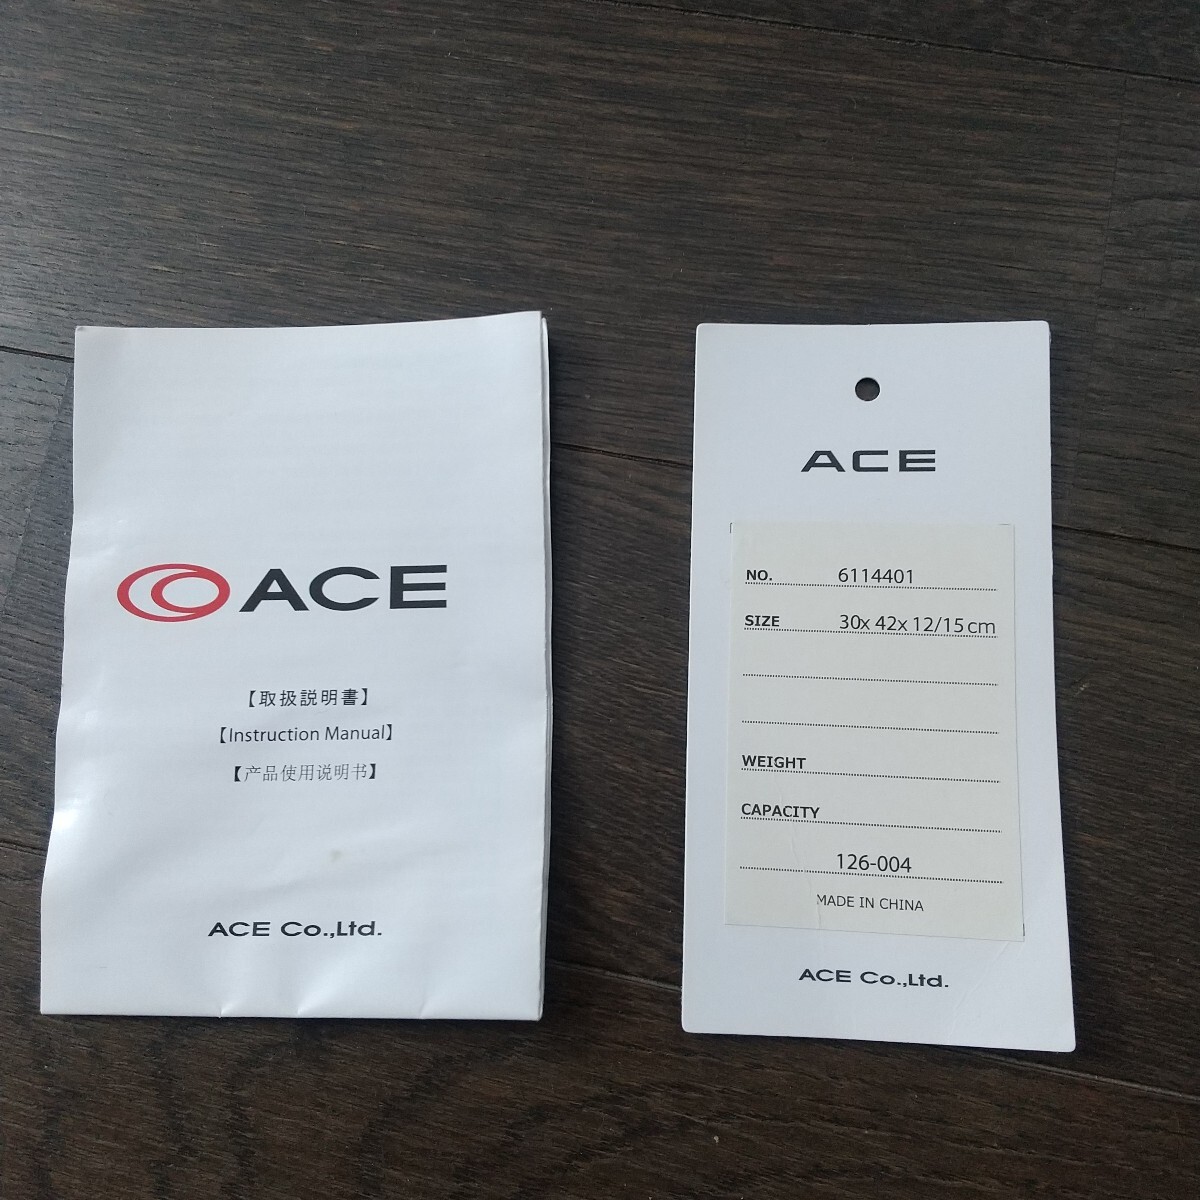 ACE
【取扱説明書】
【Instruction Manual】
【产品使用说明书】
ACE Co.,Ltd.
ACE
NO. 6114401
SIZE 30x 42x 12/15 cm
WEIGHT
CAPACITY
126-004
MADE IN CHINA
ACE Co.,Ltd.